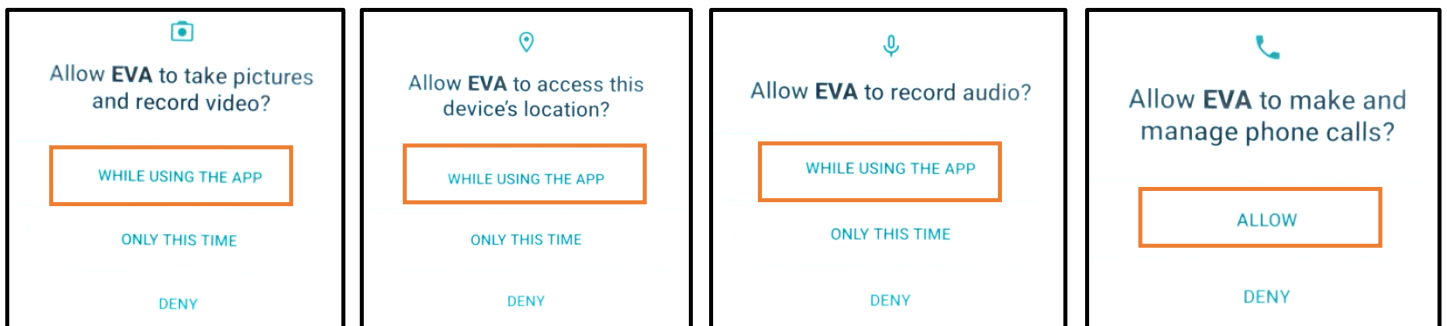 Allow EVA to take pictures
and record video?
WHILE USING THE APP
ONLY THIS TIME
DENY
Allow EVA to access this
device's location?
WHILE USING THE APP
ONLY THIS TIME
DENY
Allow EVA to record audio?
WHILE USING THE APP
ONLY THIS TIME
DENY
Allow EVA to make and
manage phone calls?
ALLOW
DENY